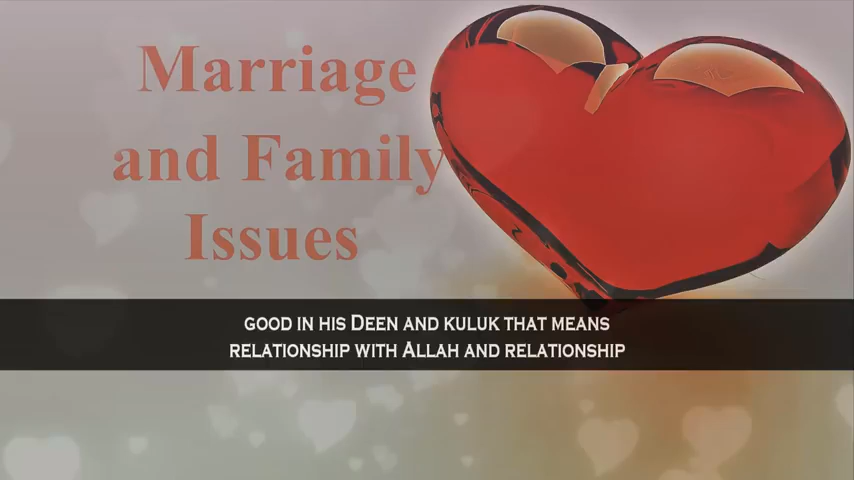 Marriage
and Family
Issues
GOOD IN HIS DEEN AND KULUK THAT MEANS
RELATIONSHIP WITH ALLAH AND RELATIONSHIP